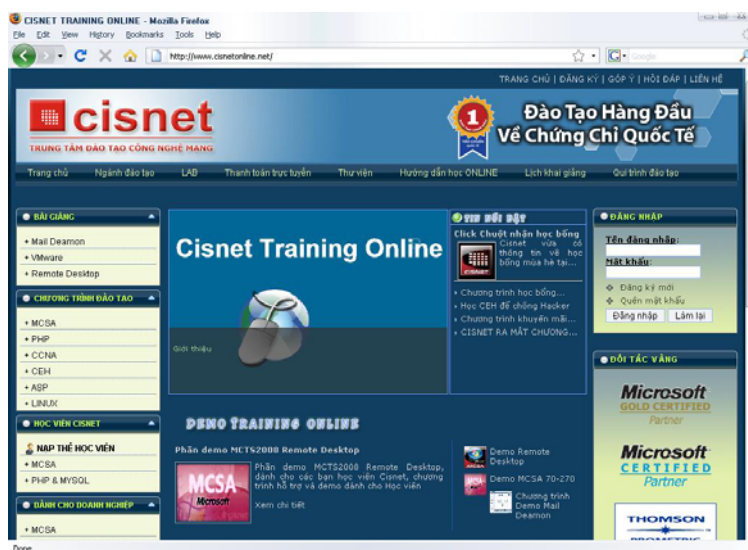 CISNET TRAINING ONLINE - Mozilla Firefox
File Edit View History Bookmarks Tools Help
http://www.cisnetonline.net/
Google
TRANG CHỦ | ĐĂNG KÝ | GÓP Ý | HỎI ĐÁP | LIÊN HỆ
cisnet
TRUNG TÂM ĐÀO TẠO CÔNG NGHỆ MẠNG
1
Đào Tạo Hàng Đầu
Về Chứng Chỉ Quốc Tế
Trang chủ Ngành đào tạo LAB Thanh toán trực tuyến Thư viện Hướng dẫn học ONLINE Lịch khai giảng Qui trình đào tạo
BÀI GIẢNG
Mail Deamon
VMware
Remote Desktop
CHƯƠNG TRÌNH ĐÀO TẠO
MCSA
PHP
CCNA
CEH
ASP
LINUX
HỌC VIÊN CISNET
NẠP THẺ HỌC VIÊN
MCSA
PHP & MYSQL
DÀNH CHO DOANH NGHIỆP
MCSA
Cisnet Training Online
Giới thiệu
TIN NỔI BẬT
Click Chuột nhận học bổng
Cisnet vừa có
thông tin về học
bổng mùa hè tại...
CISNET
Chương trình học bổng...
Học CEH để chống Hacker
Chương trình khuyến mãi...
CISNET RA MẮT CHƯƠNG...
DEMO TRAINING ONLINE
Phần demo MCTS2008 Remote Desktop
MCSA
Microsoft
Phần demo MCTS2008 Remote Desktop,
dành cho các bạn học viên Cisnet, chương
trình hỗ trợ và demo dành cho Học viên
Xem chi tiết
Demo Remote
Desktop
Demo MCSA 70-270
Chương trình
Demo Mail
Deamon
ĐĂNG NHẬP
Tên đăng nhập:
Mật khẩu:
Đăng ký mới
Quên mật khẩu
Đăng nhập Làm lại
ĐỐI TÁC VÀNG
Microsoft
GOLD CERTIFIED
Partner
Microsoft
CERTIFIED
Partner
THOMSON
PROMETRIC
Done